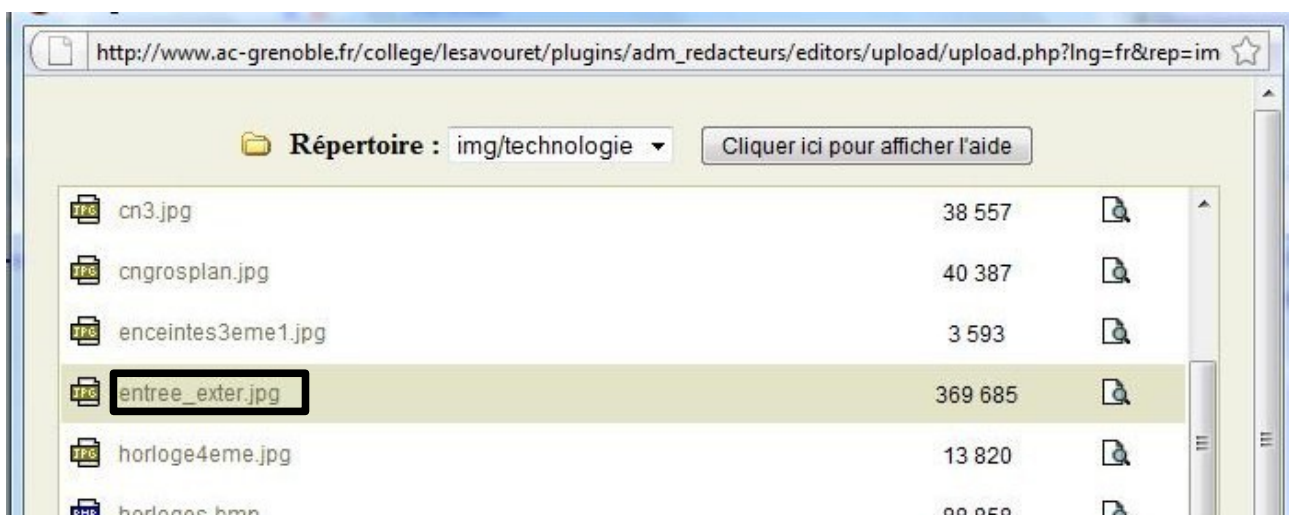 http://www.ac-grenoble.fr/college/lesavouret/plugins/adm_redacteurs/editors/upload/upload.php?lng=fr&rep=im
Répertoire : img/technologie Cliquer ici pour afficher l'aide
cn3.jpg 38 557
cngrosplan.jpg 40 387
enceintes3eme1.jpg 3 593
entree_exter.jpg 369 685
horloge4eme.jpg 13 820